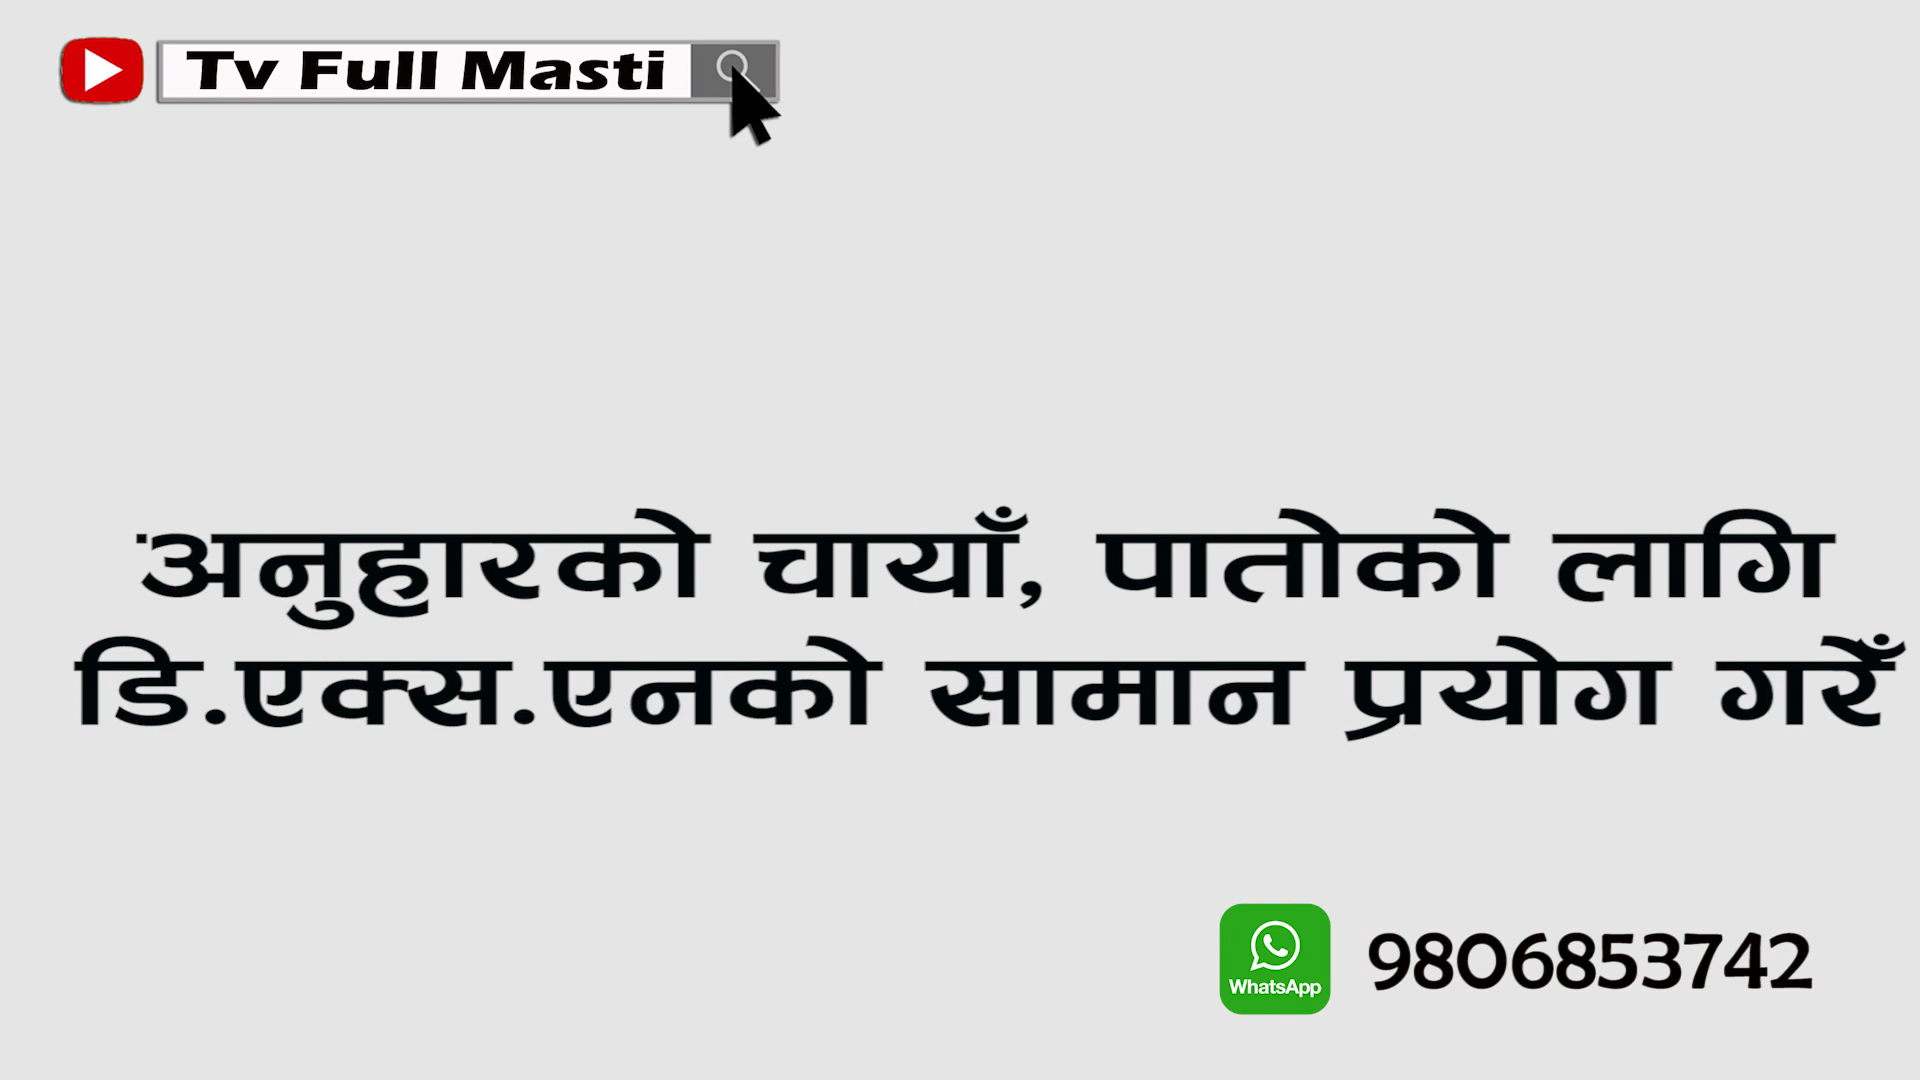 Tv Full Masti
अनुहारको चायाँ, पातोको लागि
डि.एक्स.एनको सामान प्रयोग गरेँ
WhatsApp 9806853742